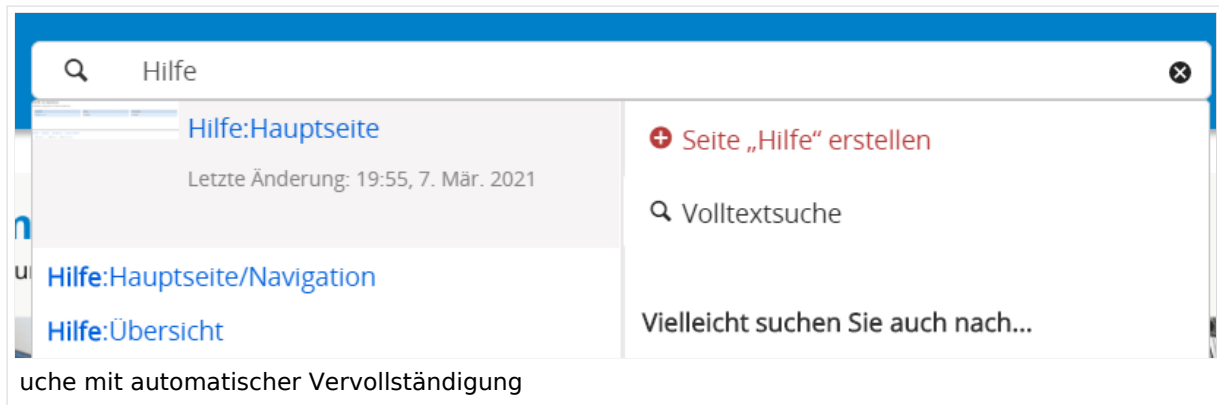 Hilfe
Hilfe:Hauptseite
Letzte Änderung: 19:55, 7. Mär. 2021
Hilfe:Hauptseite/Navigation
Hilfe:Übersicht
Seite „Hilfe“ erstellen
Volltextsuche
Vielleicht suchen Sie auch nach...
uche mit automatischer Vervollständigung